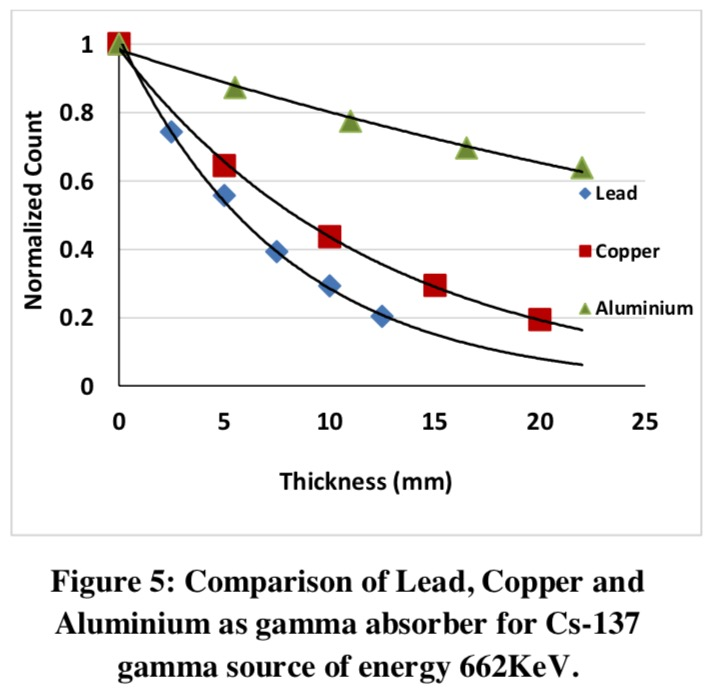 1
0.8
0.6
0.4
0.2
0
Normalized Count
0 5 10 15 20 25
Thickness (mm)
Lead
Copper
Aluminium
Figure 5: Comparison of Lead, Copper and
Aluminium as gamma absorber for Cs-137
gamma source of energy 662KeV.